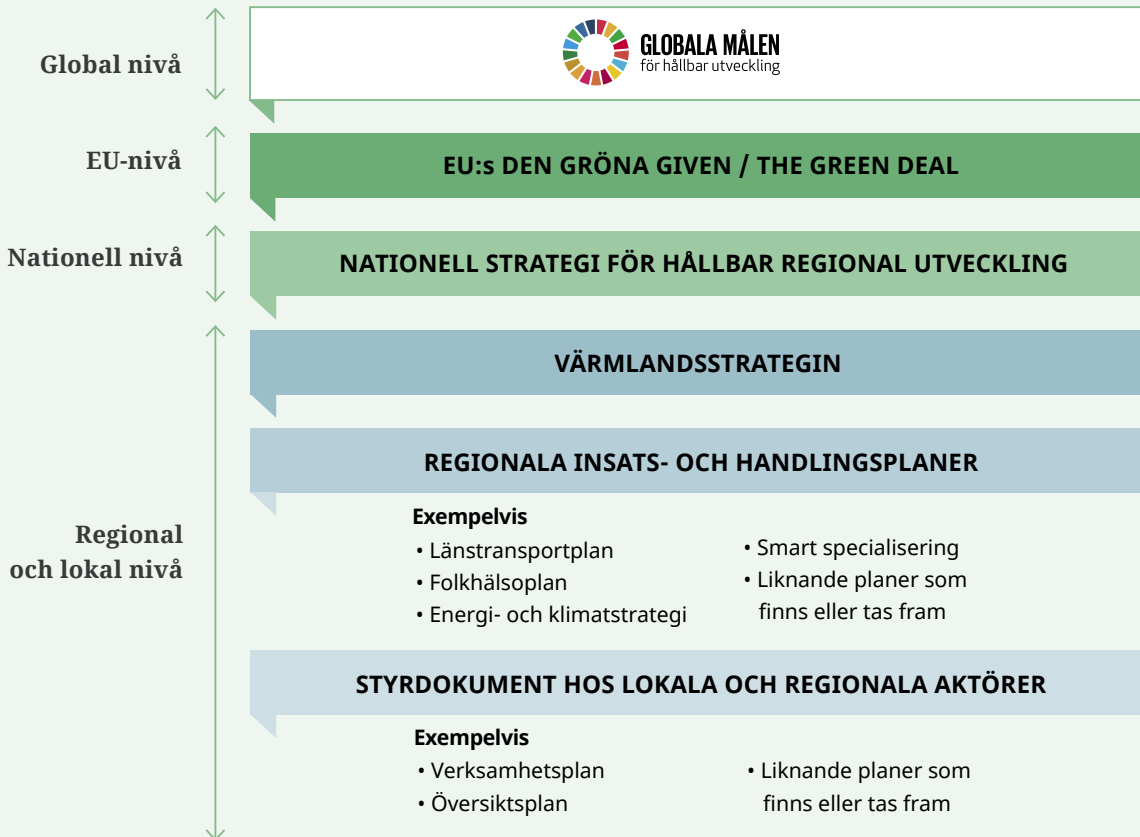 Global nivå
GLOBALA MÅLEN
för hållbar utveckling
EU-nivå
EU:s DEN GRÖNA GIVEN / THE GREEN DEAL
Nationell nivå
NATIONELL STRATEGI FÖR HÅLLBAR REGIONAL UTVECKLING
Regional
och lokal nivå
VÄRMLANDSSTRATEGIN
REGIONALA INSATS- OCH HANDLINGSPLANER
Exempelvis
• Länstransportplan
• Folkhälsoplan
• Energi- och klimatstrategi
• Smart specialisering
• Liknande planer som
finns eller tas fram
STYRDOKUMENT HOS LOKALA OCH REGIONALA AKTÖRER
Exempelvis
• Verksamhetsplan
• Översiktsplan
• Liknande planer som
finns eller tas fram